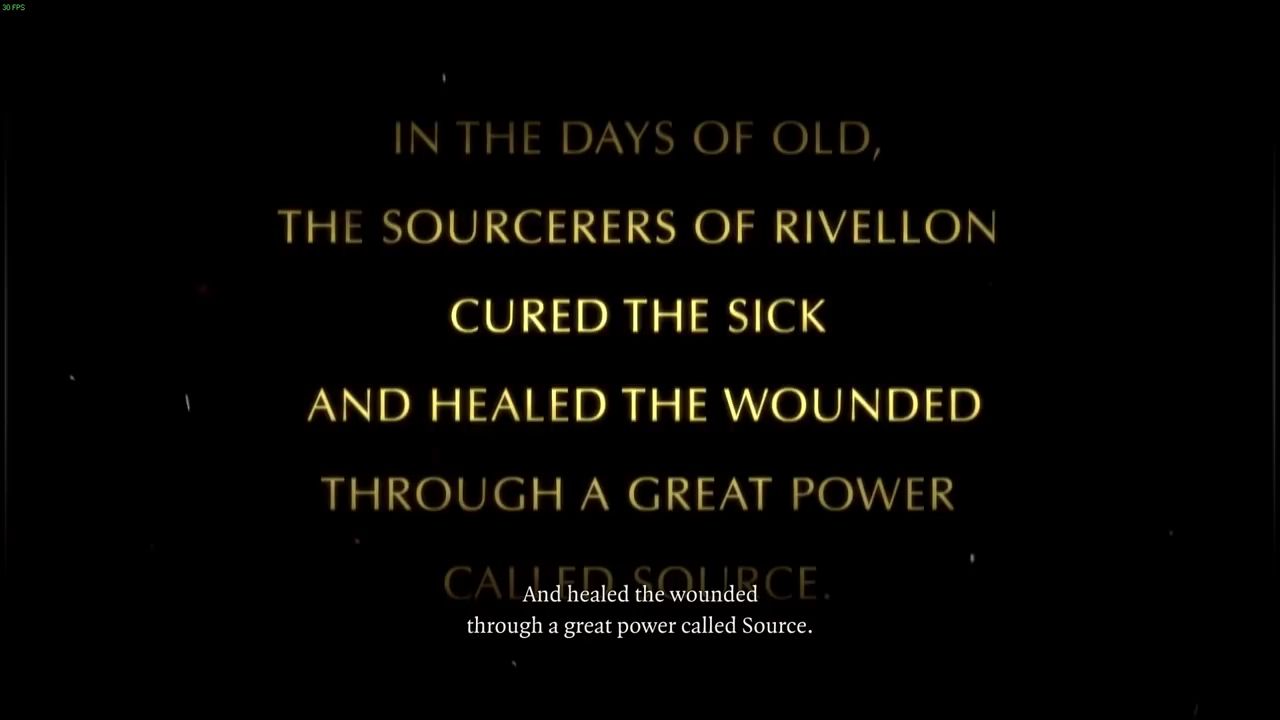 30 FPS
IN THE DAYS OF OLD,
THE SOURCERERS OF RIVELLON
CURED THE SICK
AND HEALED THE WOUNDED
THROUGH A GREAT POWER
CALLED SOURCE.
And healed the wounded
through a great power called Source.